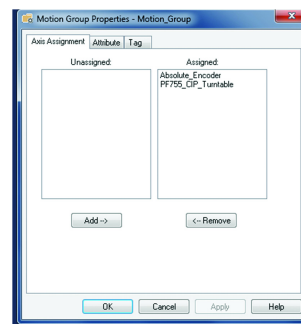 Motion Group Properties - Motion_Group
Axis Assignment Attribute Tag
Unassigned: Assigned:
Absolute_Encoder
PF755_CIP_Turntable
Add --> <-- Remove
OK Cancel Apply Help